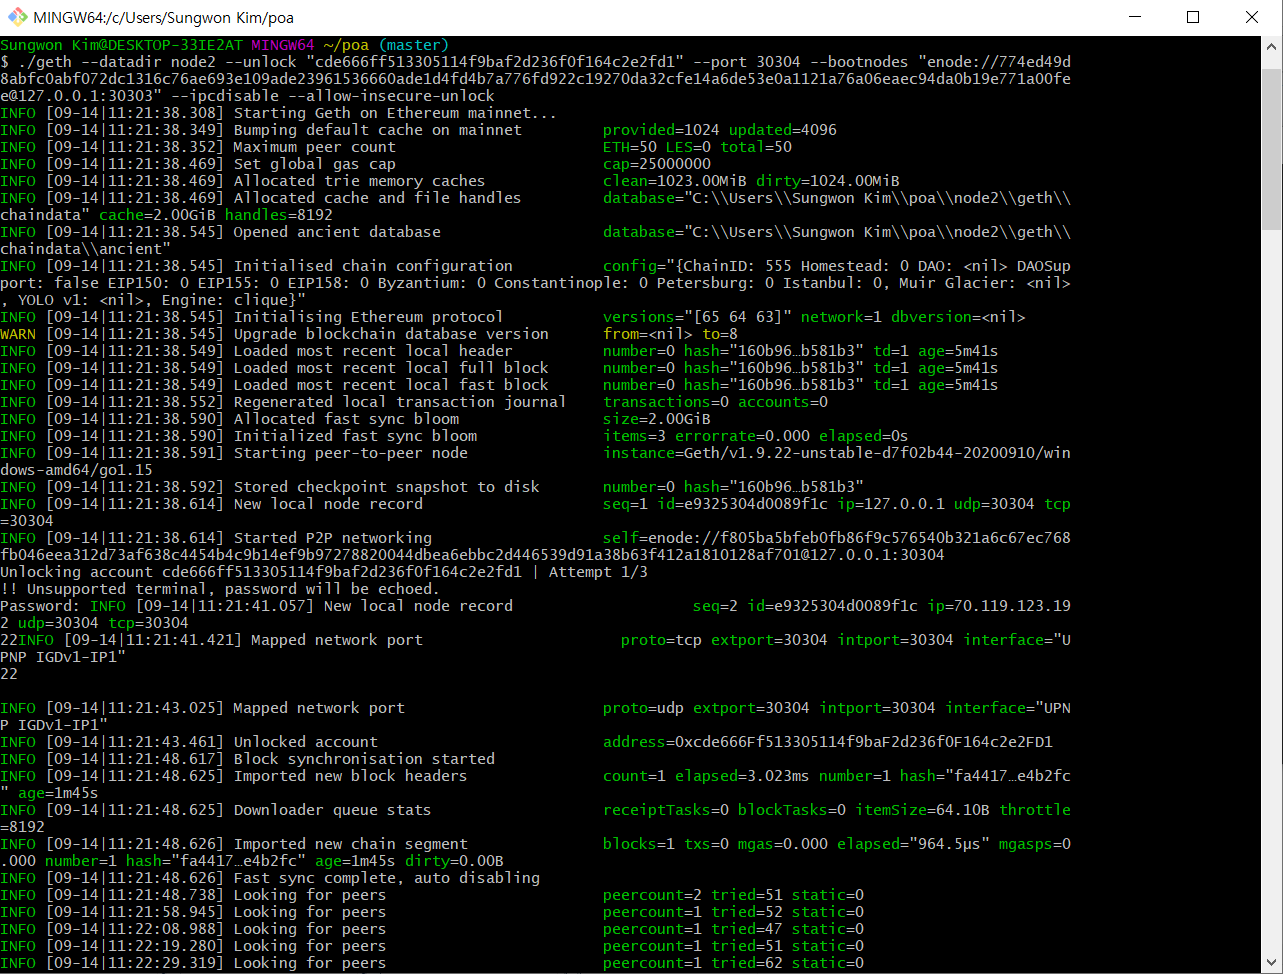 MINGW64:/c/Users/Sungwon Kim/poa
Sungwon Kim@DESKTOP-33IE2AT MINGW64 ~/poa (master)
$ ./geth --datadir node2 --unlock "cde666ff513305114f9baf2d236f0f164c2e2fd1" --port 30304 --bootnodes "enode://774ed49d
8abfc0abf072dc1316c76ae693e109ade23961536660ade1d4fd4b7a776fd922c19270da32cfe14a6de53e0a1121a76a06eaec94da0b19e771a00fe
e@127.0.0.1:30303" --ipcdisable --allow-insecure-unlock
INFO [09-14|11:21:38.308] Starting Geth on Ethereum mainnet...
INFO [09-14|11:21:38.349] Bumping default cache on mainnet         provided=1024 updated=4096
INFO [09-14|11:21:38.352] Maximum peer count                       ETH=50 LES=0 total=50
INFO [09-14|11:21:38.469] Set global gas cap                       cap=25000000
INFO [09-14|11:21:38.469] Allocated trie memory caches             clean=1023.00MiB dirty=1024.00MiB
INFO [09-14|11:21:38.469] Allocated cache and file handles         database="C:\\Users\\Sungwon Kim\\poa\\node2\\geth\\
chaindata" cache=2.00GiB handles=8192
INFO [09-14|11:21:38.545] Opened ancient database                  database="C:\\Users\\Sungwon Kim\\poa\\node2\\geth\\
chaindata\\ancient"
INFO [09-14|11:21:38.545] Initialised chain configuration          config="{ChainID: 555 Homestead: 0 DAO: <nil> DAOSup
port: false EIP150: 0 EIP155: 0 EIP158: 0 Byzantium: 0 Constantinople: 0 Petersburg: 0 Istanbul: 0, Muir Glacier: <nil>
, YOLO v1: <nil>, Engine: clique}"
INFO [09-14|11:21:38.545] Initialising Ethereum protocol           versions="[65 64 63]" network=1 dbversion=<nil>
WARN [09-14|11:21:38.545] Upgrade blockchain database version      from=<nil> to=8
INFO [09-14|11:21:38.549] Loaded most recent local header          number=0 hash="160b96…b581b3" td=1 age=5m41s
INFO [09-14|11:21:38.549] Loaded most recent local full block      number=0 hash="160b96…b581b3" td=1 age=5m41s
INFO [09-14|11:21:38.549] Loaded most recent local fast block      number=0 hash="160b96…b581b3" td=1 age=5m41s
INFO [09-14|11:21:38.552] Regenerated local transaction journal    transactions=0 accounts=0
INFO [09-14|11:21:38.590] Allocated fast sync bloom                size=2.00GiB
INFO [09-14|11:21:38.590] Initialized fast sync bloom              items=3 errorrate=0.000 elapsed=0s
INFO [09-14|11:21:38.591] Starting peer-to-peer node               instance=Geth/v1.9.22-unstable-d7f02b44-20200910/win
dows-amd64/go1.15
INFO [09-14|11:21:38.592] Stored checkpoint snapshot to disk       number=0 hash="160b96…b581b3"
INFO [09-14|11:21:38.614] New local node record                    seq=1 id=e9325304d0089f1c ip=127.0.0.1 udp=30304 tcp
=30304
INFO [09-14|11:21:38.614] Started P2P networking                   self=enode://f805ba5bfeb0fb86f9c576540b321a6c67ec768
fb046eea312d73af638c4454b4c9b14ef9b97278820044dbea6ebbc2d446539d91a38b63f412a1810128af701@127.0.0.1:30304
Unlocking account cde666ff513305114f9baf2d236f0f164c2e2fd1 | Attempt 1/3
!! Unsupported terminal, password will be echoed.
Password: INFO [09-14|11:21:41.057] New local node record                    seq=2 id=e9325304d0089f1c ip=70.119.123.19
2 udp=30304 tcp=30304
22INFO [09-14|11:21:41.421] Mapped network port                      proto=tcp extport=30304 intport=30304 interface="U
PNP IGDv1-IP1"
22
INFO [09-14|11:21:43.025] Mapped network port                      proto=udp extport=30304 intport=30304 interface="UPN
P IGDv1-IP1"
INFO [09-14|11:21:43.461] Unlocked account                         address=0xcde666Ff513305114f9baF2d236f0F164c2e2FD1
INFO [09-14|11:21:48.617] Block synchronisation started
INFO [09-14|11:21:48.625] Imported new block headers               count=1 elapsed=3.023ms number=1 hash="fa4417…e4b2fc
" age=1m45s
INFO [09-14|11:21:48.625] Downloader queue stats                   receiptTasks=0 blockTasks=0 itemSize=64.10B throttle
=8192
INFO [09-14|11:21:48.626] Imported new chain segment               blocks=1 txs=0 mgas=0.000 elapsed="964.5µs" mgasps=0
.000 number=1 hash="fa4417…e4b2fc" age=1m45s dirty=0.00B
INFO [09-14|11:21:48.626] Fast sync complete, auto disabling
INFO [09-14|11:21:48.738] Looking for peers                        peercount=2 tried=51 static=0
INFO [09-14|11:21:58.945] Looking for peers                        peercount=1 tried=52 static=0
INFO [09-14|11:22:08.988] Looking for peers                        peercount=1 tried=47 static=0
INFO [09-14|11:22:19.280] Looking for peers                        peercount=1 tried=51 static=0
INFO [09-14|11:22:29.319] Looking for peers                        peercount=1 tried=62 static=0